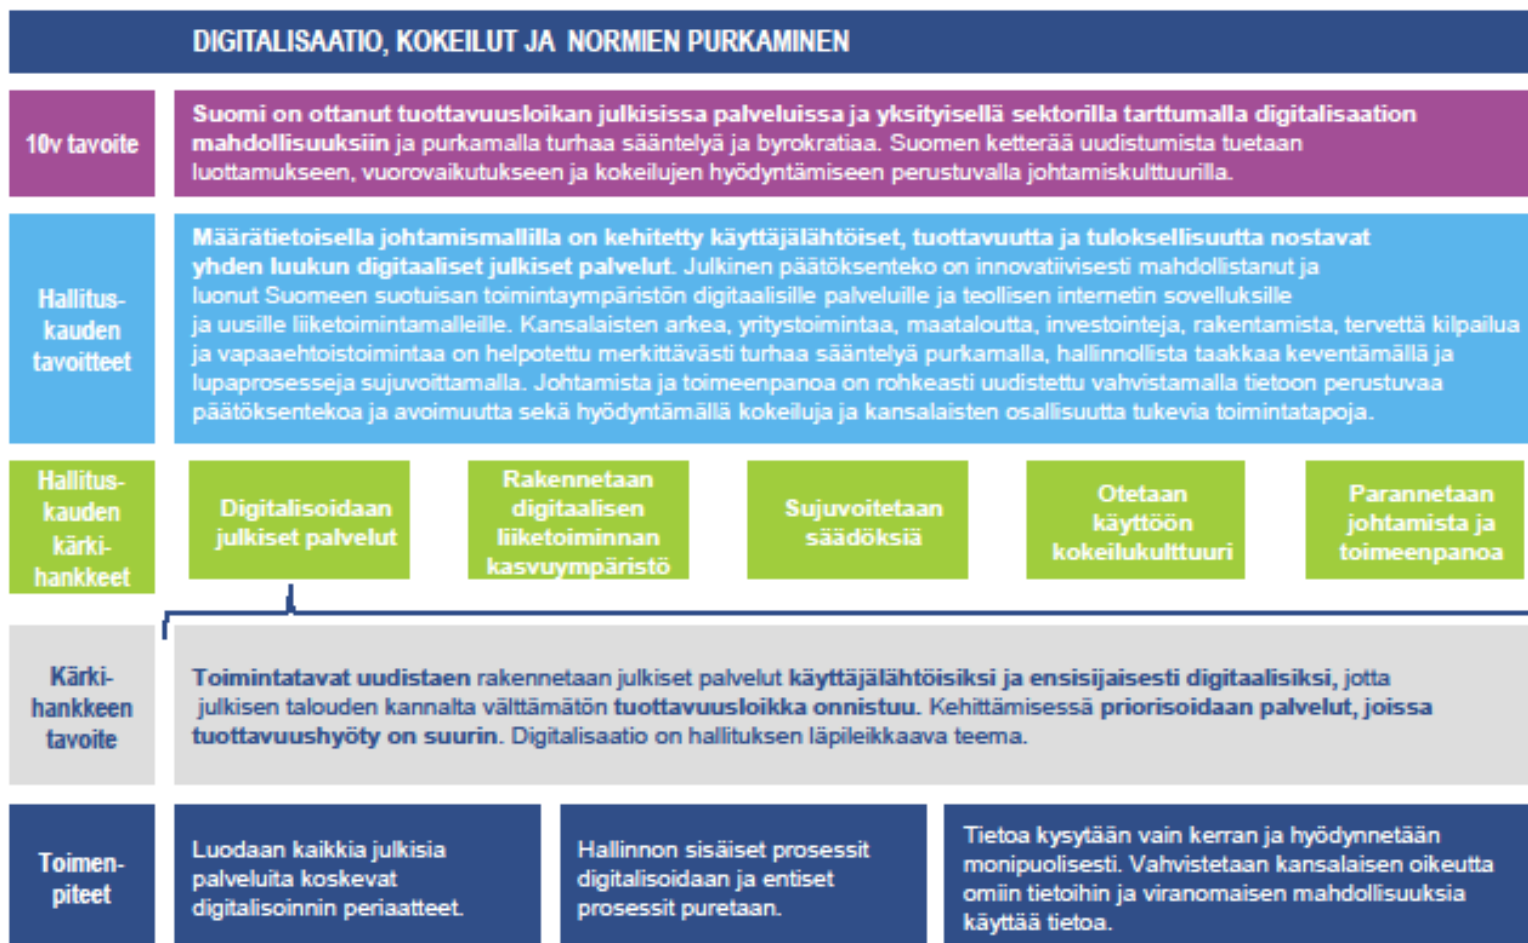 DIGITALISAATIO, KOKEILUT JA NORMIEN PURKAMINEN
10v tavoite
Suomi on ottanut tuottavuusloikan julkisissa palveluissa ja yksityisellä sektorilla tarttumalla digitalisaation
mahdollisuuksiin ja purkamalla turhaa sääntelyä ja byrokratiaa. Suomen ketterää uudistumista tuetaan
luottamukseen, vuorovaikutukseen ja kokeilujen hyödyntämiseen perustuvalla johtamiskulttuurilla.
Hallitus-
kauden
tavoitteet
Määrätietoisella johtamismallilla on kehitetty käyttäjälähtöiset, tuottavuutta ja tuloksellisuutta nostavat
yhden luukun digitaaliset julkiset palvelut. Julkinen päätöksenteko on innovatiivisesti mahdollistanut ja
luonut Suomeen suotuisan toimintaympäristön digitaalisille palveluille ja teollisen internetin sovelluksille
ja uusille liiketoimintamalleille. Kansalaisten arkea, yritystoimintaa, maataloutta, investointeja, rakentamista, tervettä kilpailua
ja vapaaehtoistoimintaa on helpotettu merkittävästi turhaa sääntelyä purkamalla, hallinnollista taakkaa keventämällä ja
lupaprosesseja sujuvoittamalla. Johtamista ja toimeenpanoa on rohkeasti uudistettu vahvistamalla tietoon perustuvaa
päätöksentekoa ja avoimuutta sekä hyödyntämällä kokeiluja ja kansalaisten osallisuutta tukevia toimintatapoja.
Hallitus-
kauden
kärki-
hankkeet
Digitalisoidaan
julkiset palvelut
Rakennetaan
digitaalisen
liiketoiminnan
kasvuympäristö
Sujuvoitetaan
säädöksiä
Otetaan
käyttöön
kokeilukulttuuri
Parannetaan
johtamista ja
toimeenpanoa
Kärki-
hankkeen
tavoite
Toimintatavat uudistaen rakennetaan julkiset palvelut käyttäjälähtöisiksi ja ensisijaisesti digitaalisiksi, jotta
julkisen talouden kannalta välttämätön tuottavuusloikka onnistuu. Kehittämisessä priorisoidaan palvelut, joissa
tuottavuushyöty on suurin. Digitalisaatio on hallituksen läpileikkaava teema.
Toimen-
piteet
Luodaan kaikkia julkisia
palveluita koskevat
digitalisoinnin periaatteet.
Hallinnon sisäiset prosessit
digitalisoidaan ja entiset
prosessit puretaan.
Tietoa kysytään vain kerran ja hyödynnetään
monipuolisesti. Vahvistetaan kansalaisen oikeutta
omiin tietoihin ja viranomaisen mahdollisuuksia
käyttää tietoa.